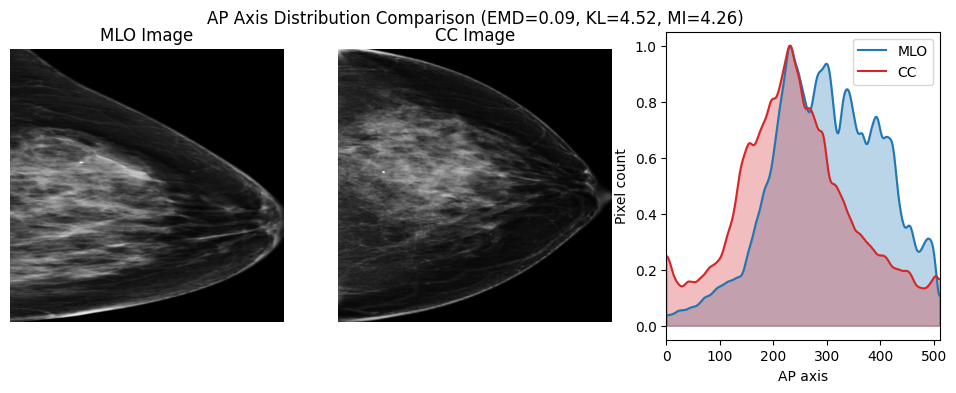 AP Axis Distribution Comparison (EMD=0.09, KL=4.52, MI=4.26)
MLO Image
CC Image
MLO
CC
Pixel count
1.0
0.8
0.6
0.4
0.2
0.0
0 100 200 300 400 500
AP axis